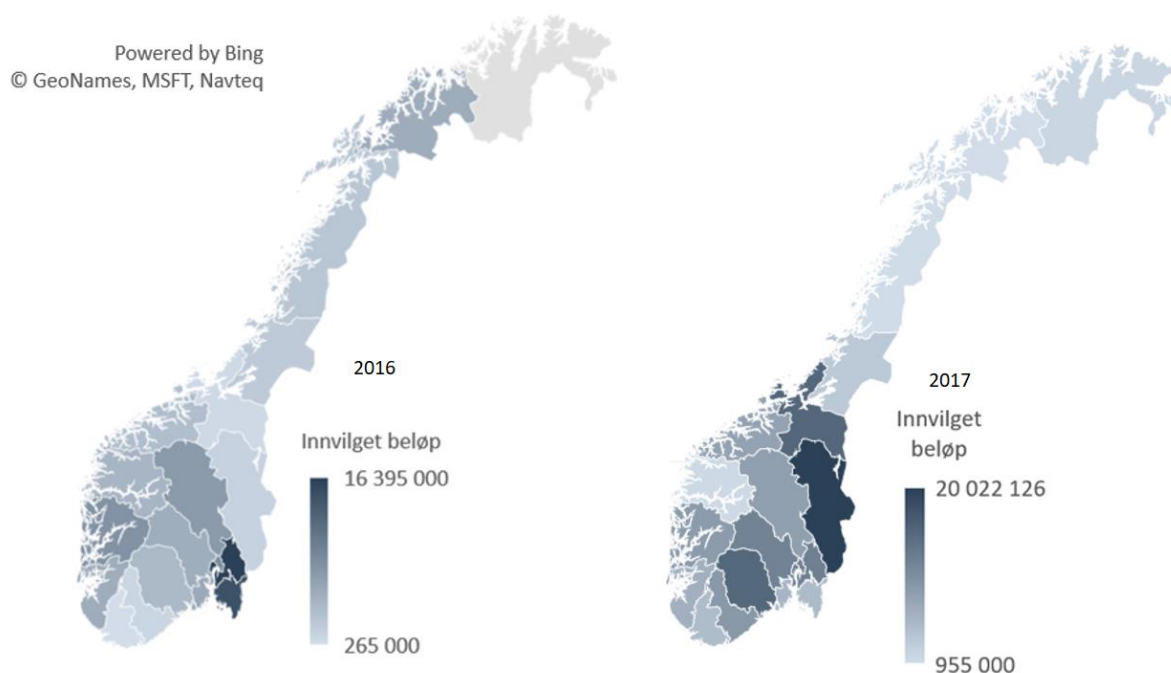 Powered by Bing
© GeoNames, MSFT, Navteq
2016
Innvilget beløp
16 395 000
265 000
2017
Innvilget
beløp
20 022 126
955 000